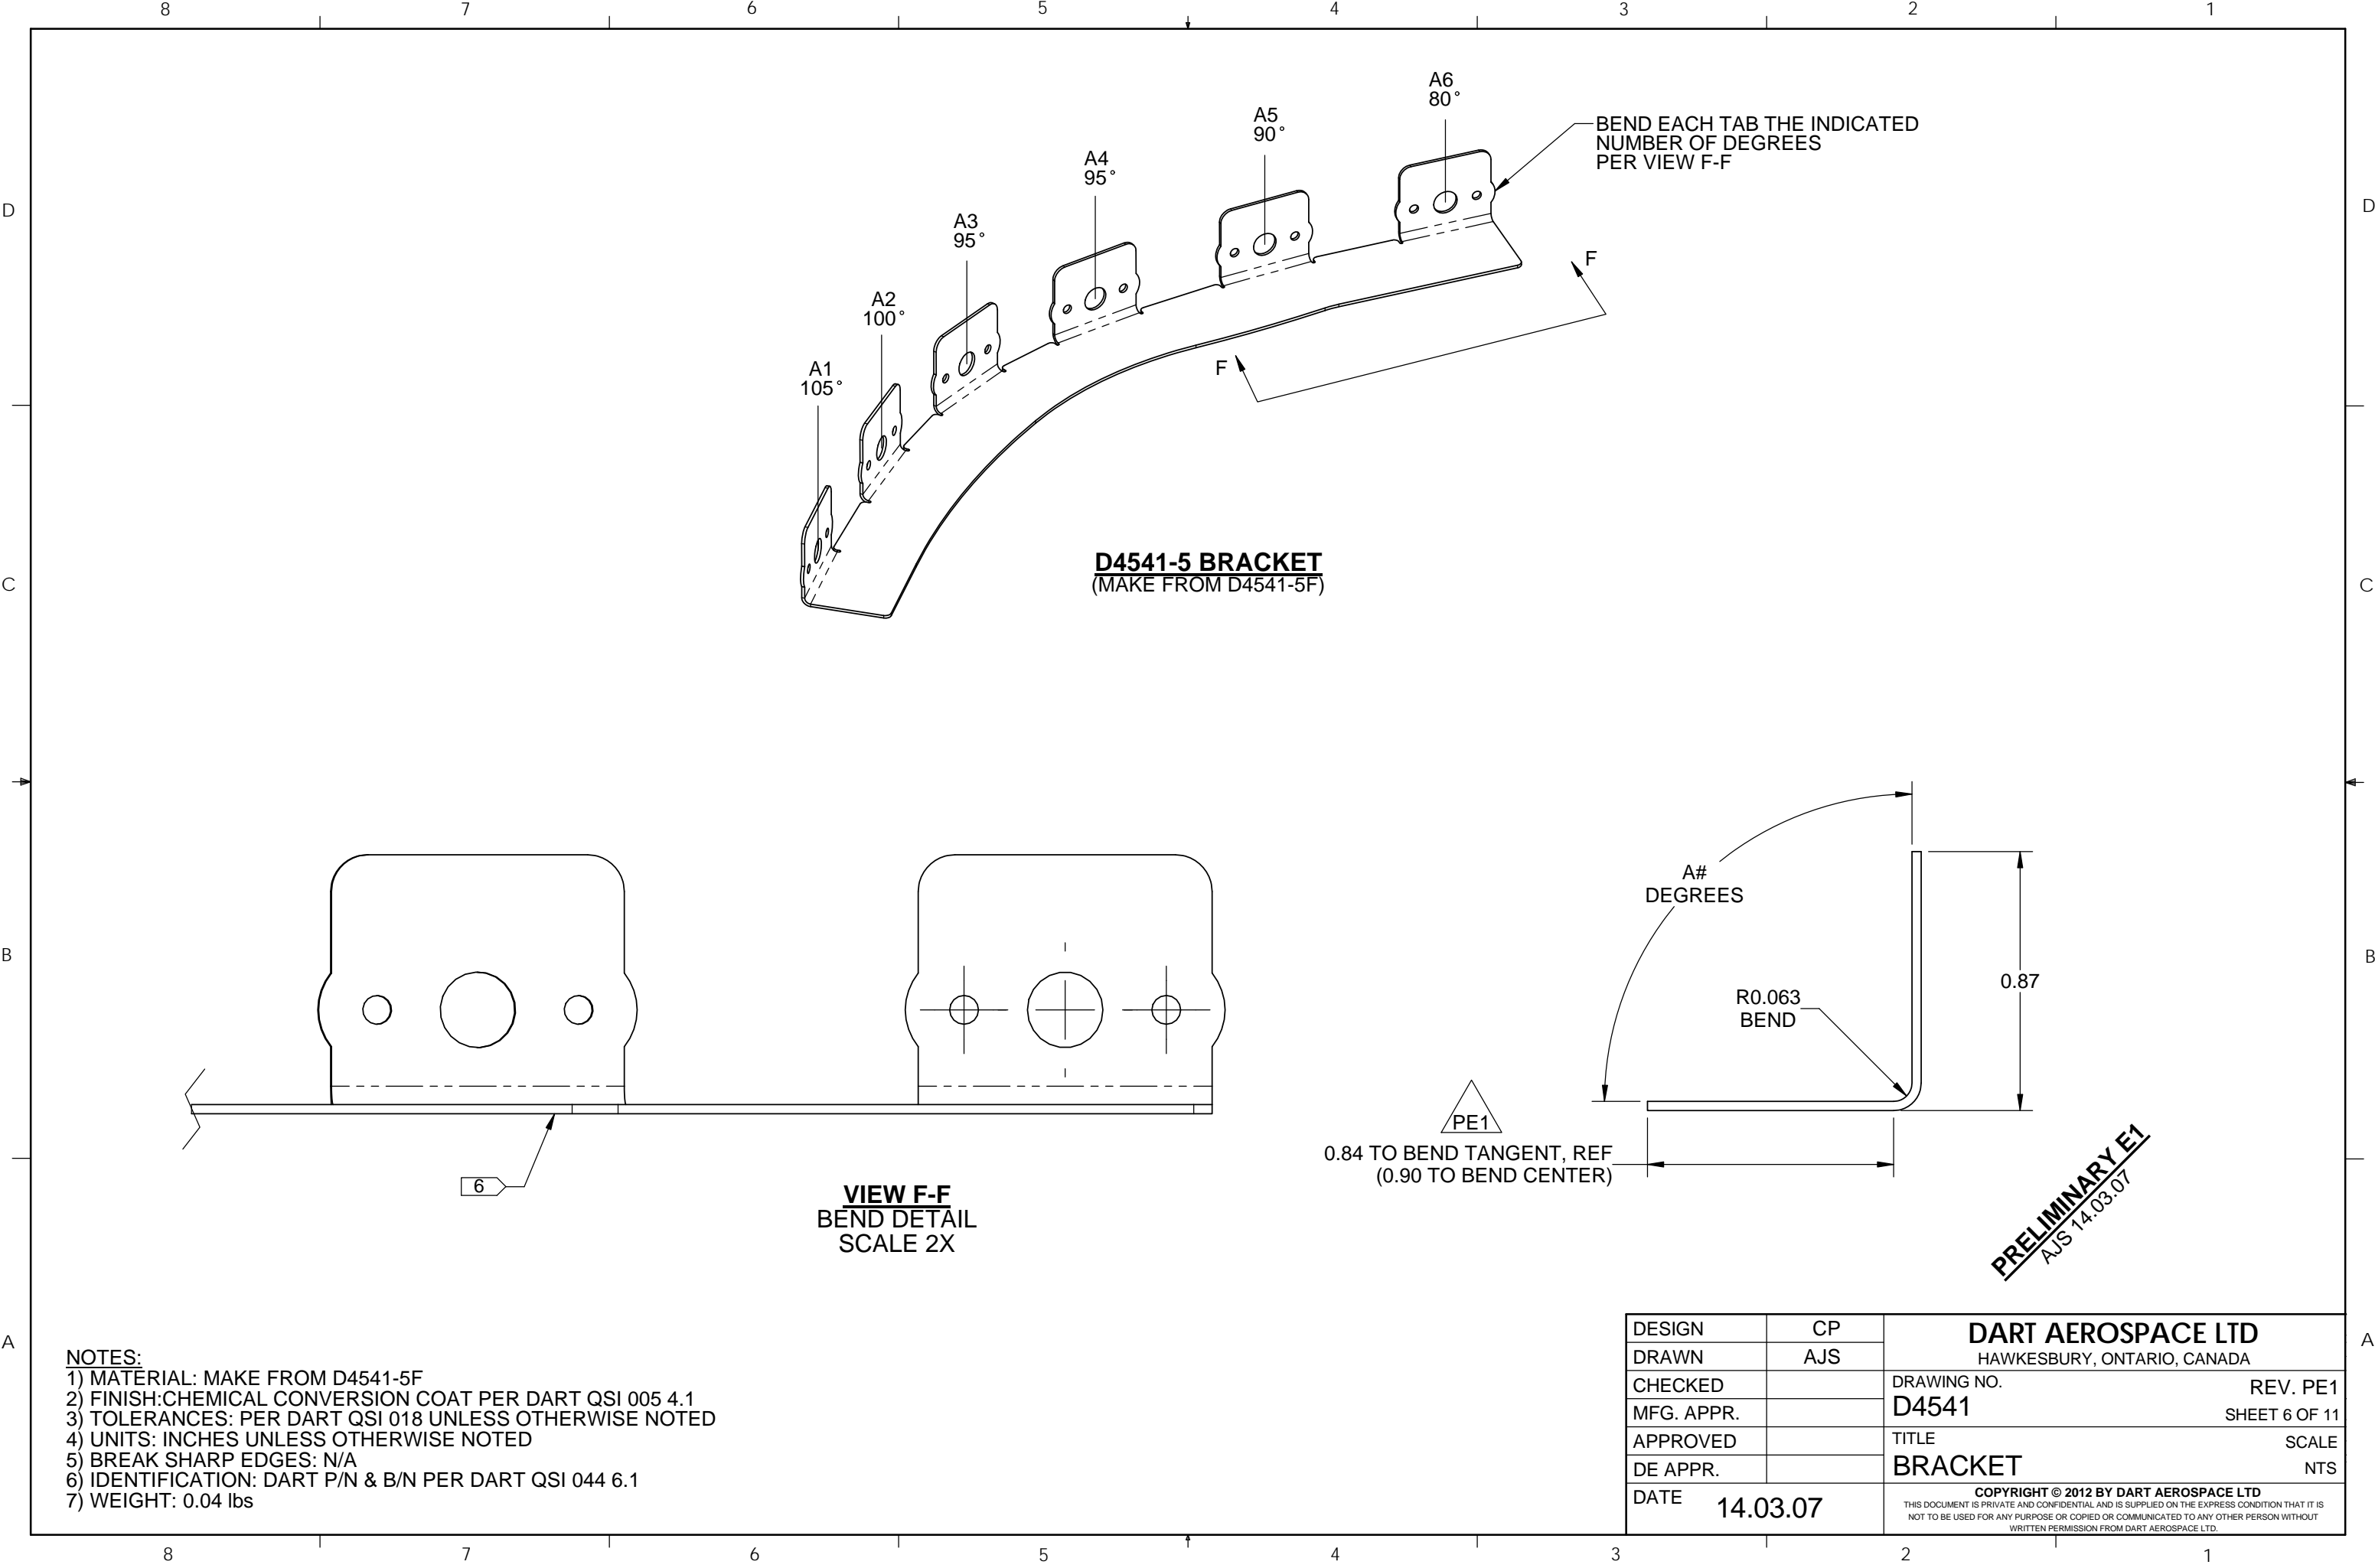 8 7 6 5 4 3 2 1
D
D
C
C
B
B
A
A
A1
105°
A2
100°
A3
95°
A4
95°
A5
90°
A6
80°
BEND EACH TAB THE INDICATED
NUMBER OF DEGREES
PER VIEW F-F
F
F
D4541-5 BRACKET
(MAKE FROM D4541-5F)
6
VIEW F-F
BEND DETAIL
SCALE 2X
A#
DEGREES
R0.063
BEND
0.87
PE1
0.84 TO BEND TANGENT, REF
(0.90 TO BEND CENTER)
PRELIMINARY E1
AJS 14.03.07
NOTES:
1) MATERIAL: MAKE FROM D4541-5F
2) FINISH:CHEMICAL CONVERSION COAT PER DART QSI 005 4.1
3) TOLERANCES: PER DART QSI 018 UNLESS OTHERWISE NOTED
4) UNITS: INCHES UNLESS OTHERWISE NOTED
5) BREAK SHARP EDGES: N/A
6) IDENTIFICATION: DART P/N & B/N PER DART QSI 044 6.1
7) WEIGHT: 0.04 lbs
DESIGN CP
DRAWN AJS
CHECKED
MFG. APPR.
APPROVED
DE APPR.
DATE 14.03.07
DART AEROSPACE LTD
HAWKESBURY, ONTARIO, CANADA
DRAWING NO. REV. PE1
D4541 SHEET 6 OF 11
TITLE SCALE
BRACKET NTS
COPYRIGHT © 2012 BY DART AEROSPACE LTD
THIS DOCUMENT IS PRIVATE AND CONFIDENTIAL AND IS SUPPLIED ON THE EXPRESS CONDITION THAT IT IS
NOT TO BE USED FOR ANY PURPOSE OR COPIED OR COMMUNICATED TO ANY OTHER PERSON WITHOUT
WRITTEN PERMISSION FROM DART AEROSPACE LTD.
8 7 6 5 4 3 2 1